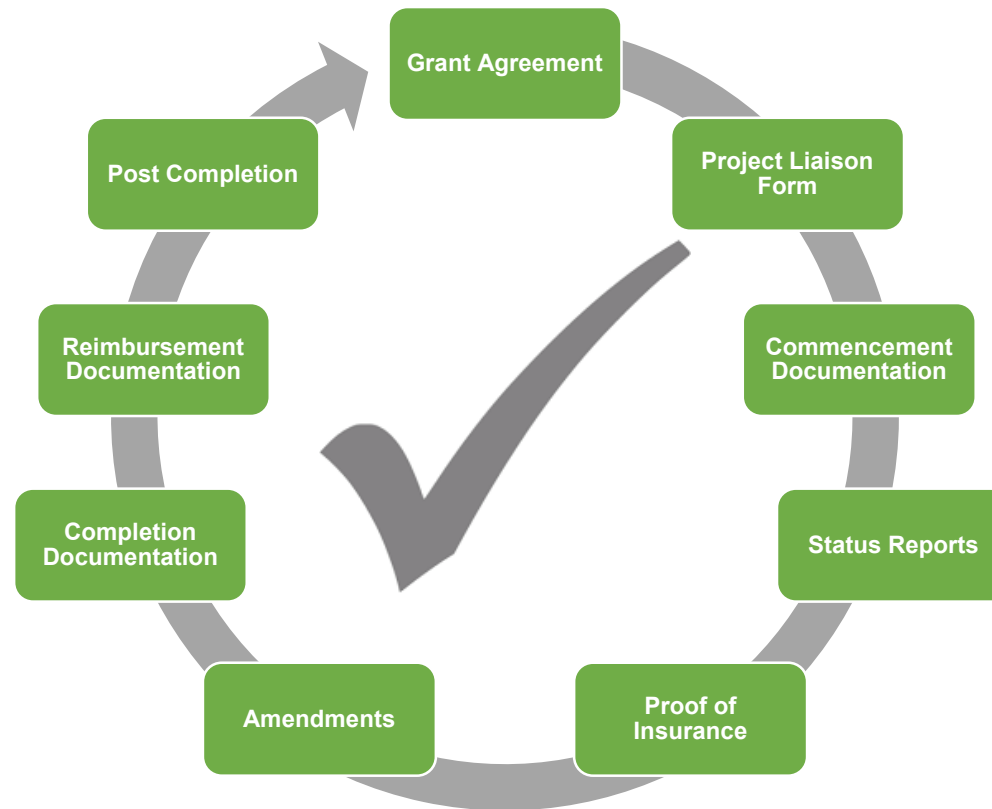 Grant Agreement
Project Liaison
Form
Commencement
Documentation
Status Reports
Proof of
Insurance
Amendments
Completion
Documentation
Reimbursement
Documentation
Post Completion